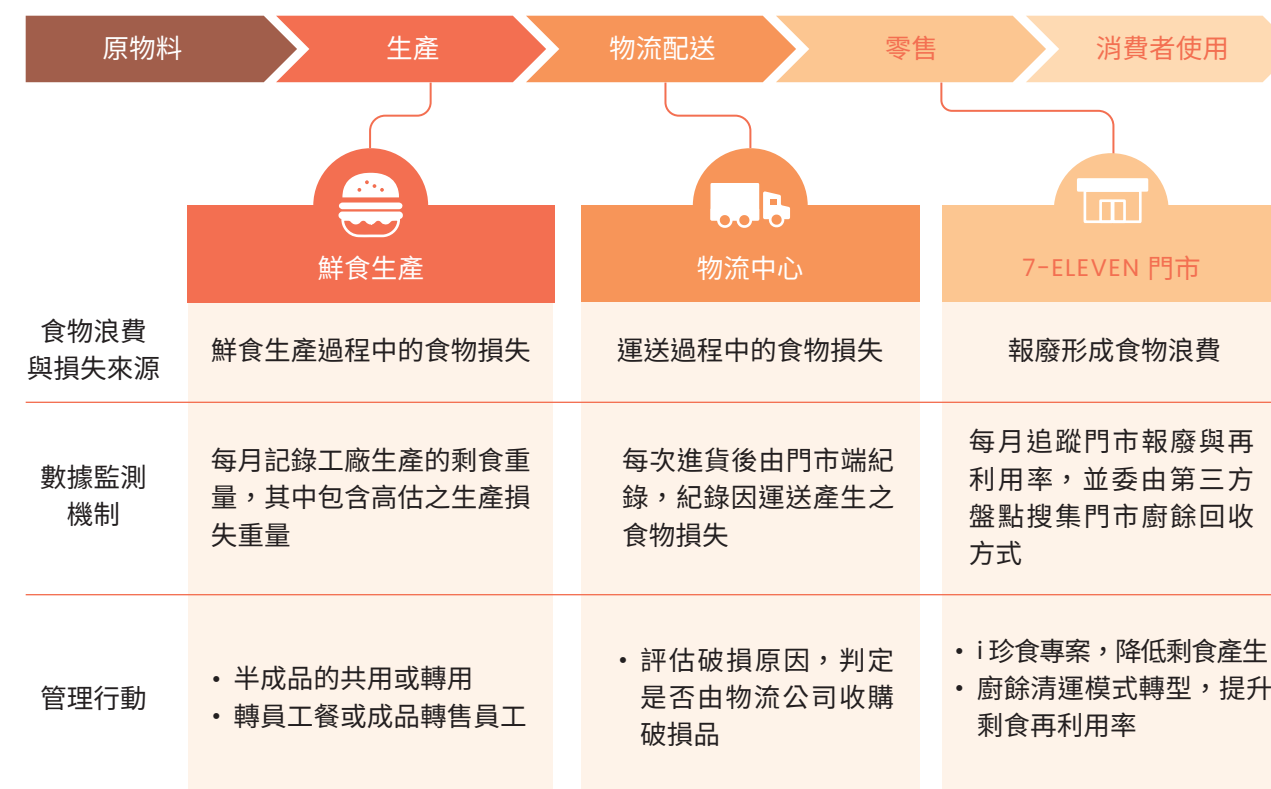 原物料
生產
物流配送
零售
消費者使用
鮮食生產
物流中心
7-ELEVEN 門市
食物浪費
與損失來源
鮮食生產過程中的食物損失
運送過程中的食物損失
報廢形成食物浪費
數據監測
機制
每月記錄工廠生產的剩食重
量，其中包含高估之生產損
失重量
每次進貨後由門市端紀
錄，紀錄因運送產生之
食物損失
每月追蹤門市報廢與再
利用率，並委由第三方
盤點搜集門市廚餘回收
方式
管理行動
• 半成品的共用或轉用
• 轉員工餐或成品轉售員工
• 評估破損原因，判定
是否由物流公司收購
破損品
• i 珍食專案，降低剩食產生
• 廚餘清運模式轉型，提升
剩食再利用率